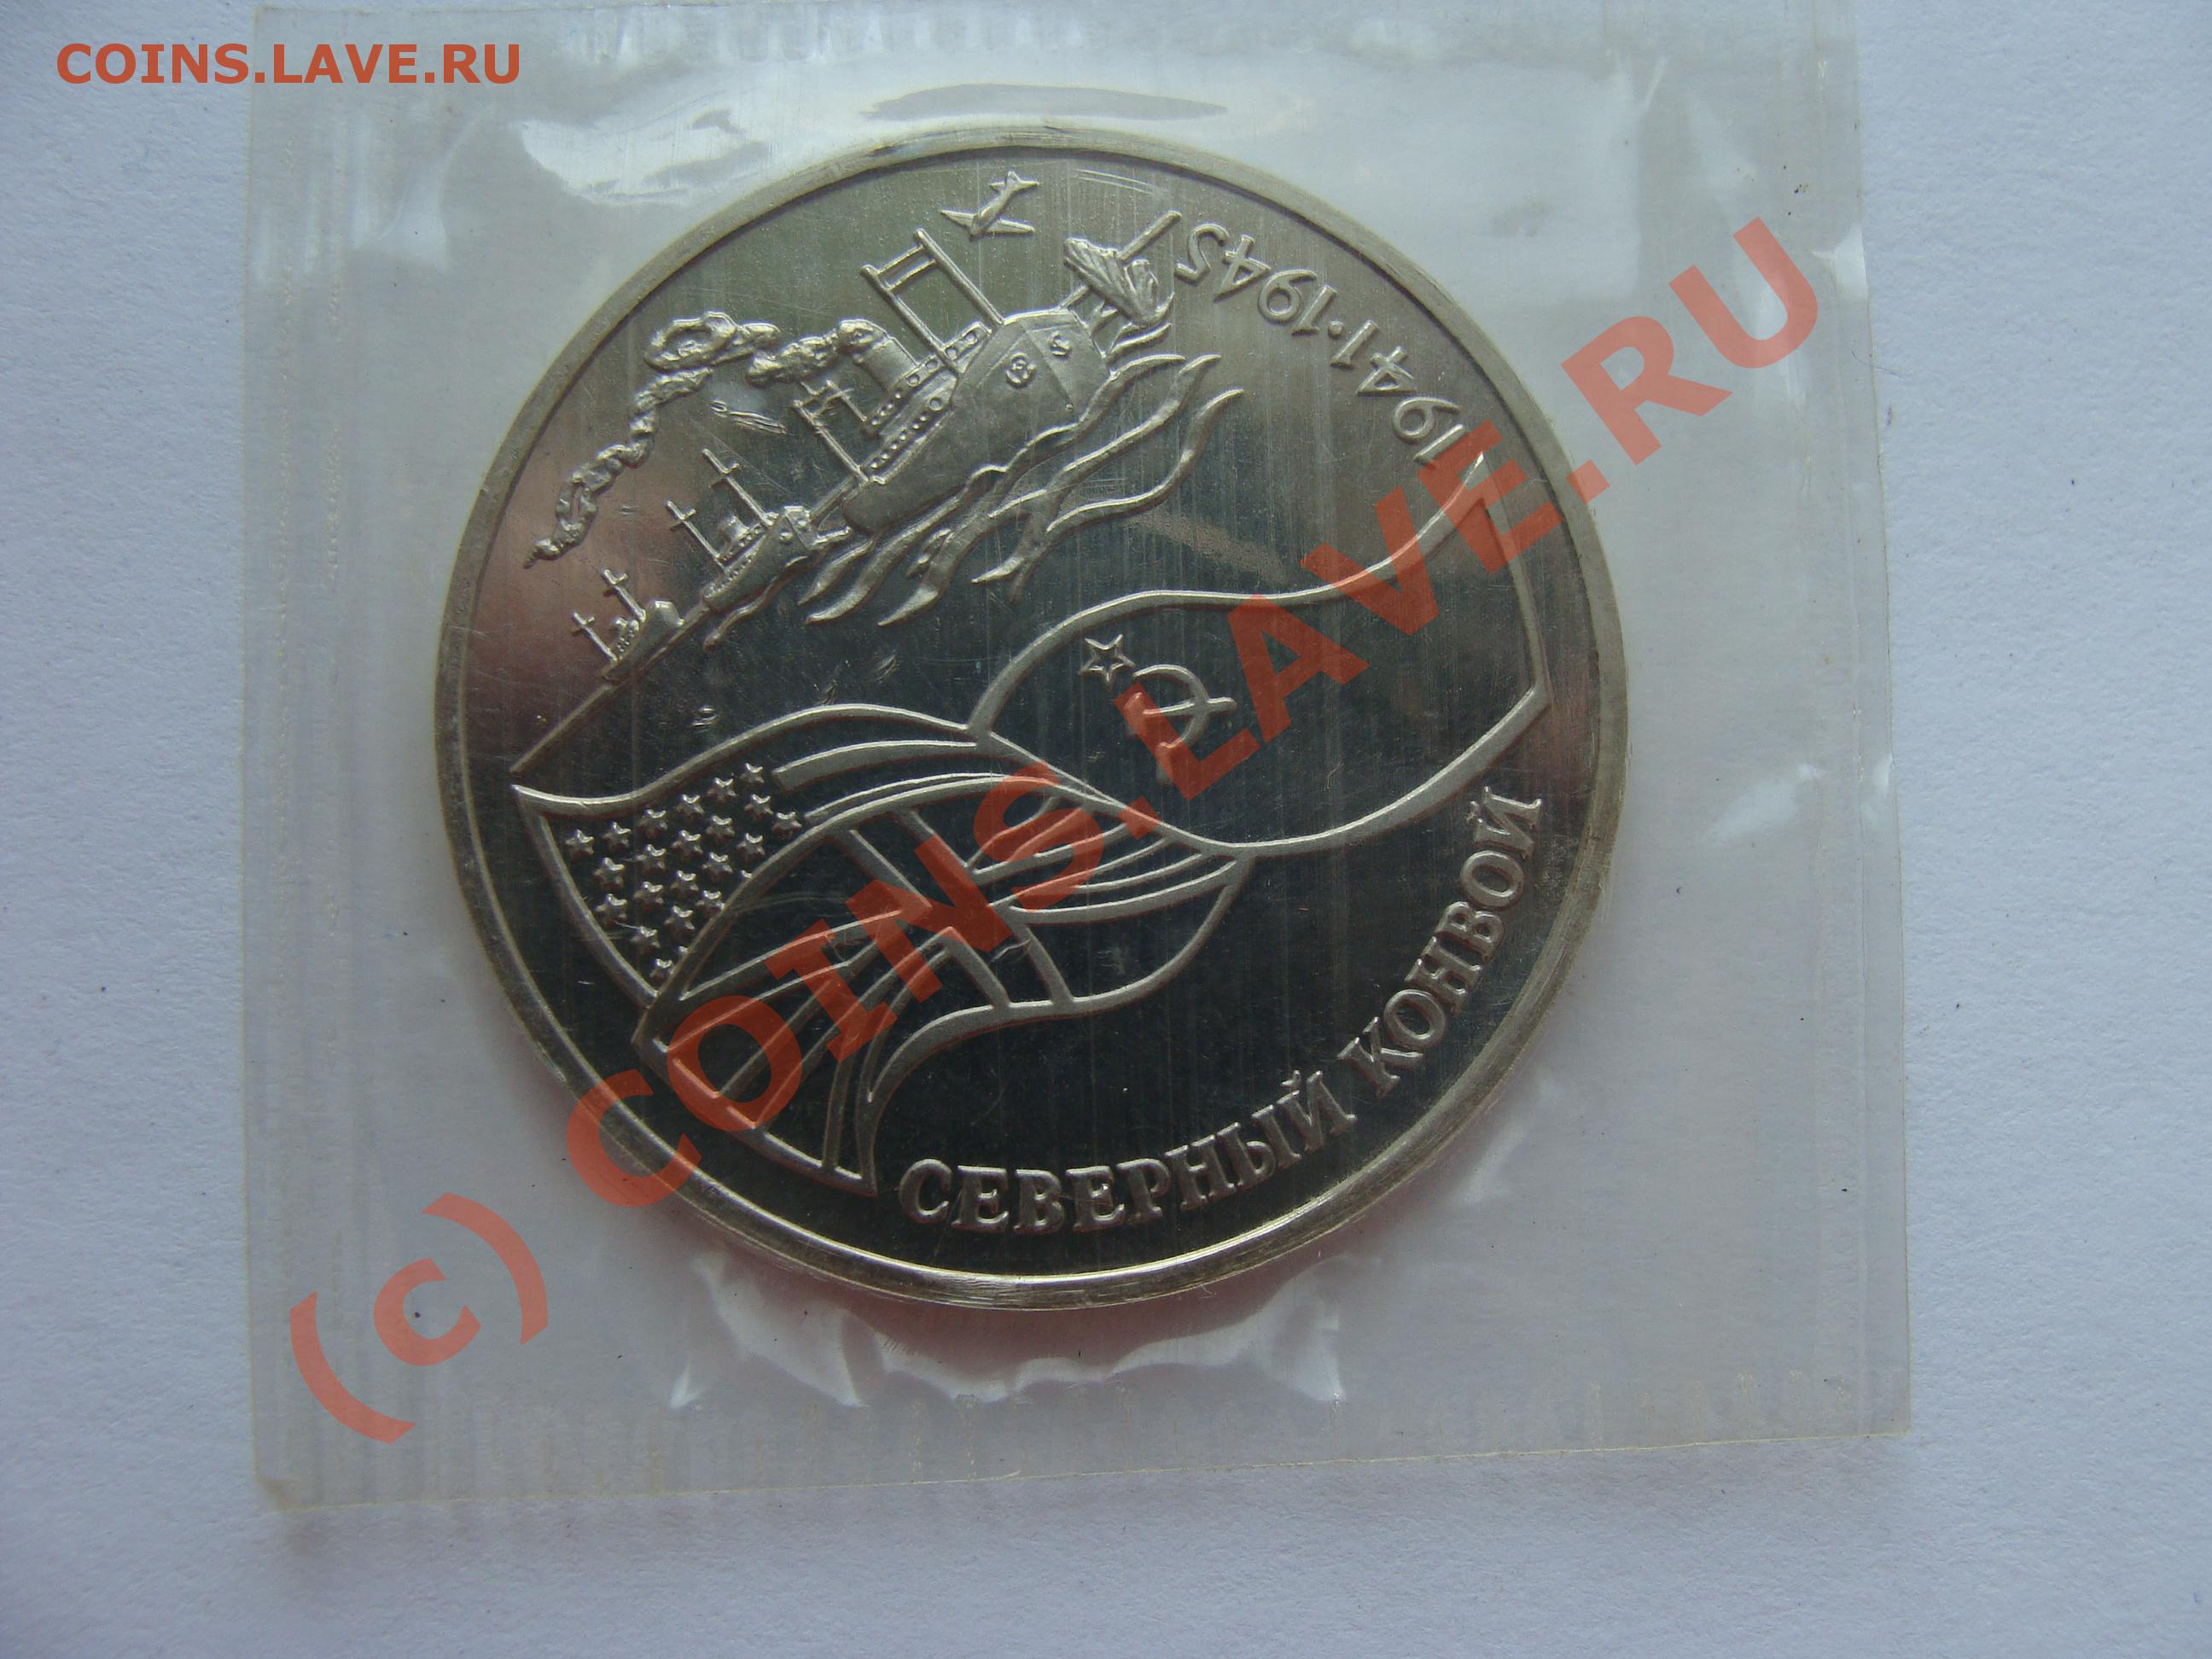 COINS.LAVE.RU
1941·1945
СЕВЕРНЫЙ КОНВОЙ
(c) COINS.LAVE.RU